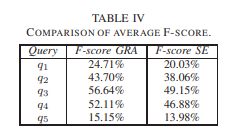 TABLE IV
COMPARISON OF AVERAGE F-SCORE.
Query F-score GRA F-score SE
q1 24.71% 20.03%
q2 43.70% 38.06%
q3 56.64% 49.15%
q4 52.11% 46.88%
q5 15.15% 13.98%